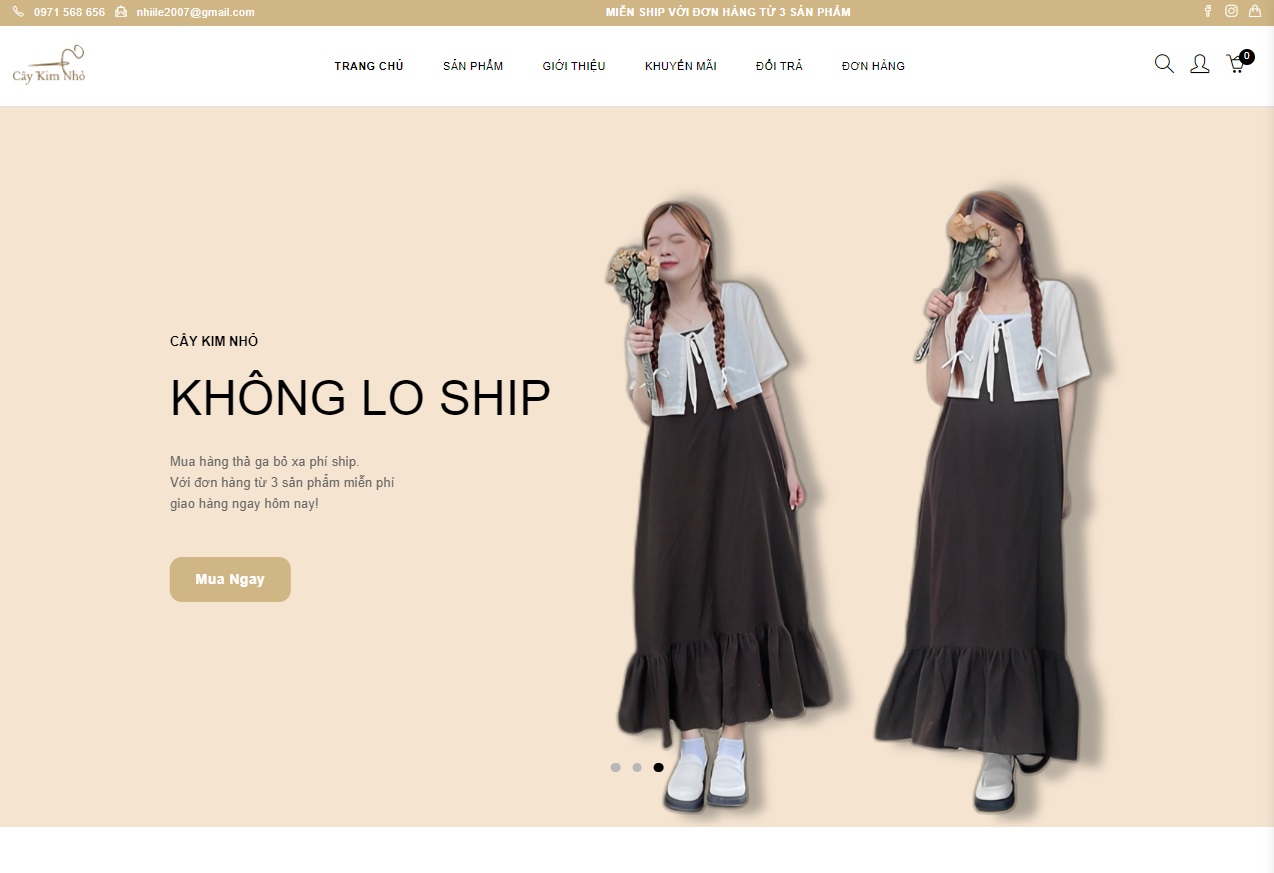 0971 568 656 nhiile2007@gmail.com MIỄN SHIP VỚI ĐƠN HÀNG TỪ 3 SẢN PHẨM
Cây Kim Nhỏ
TRANG CHỦ SẢN PHẨM GIỚI THIỆU KHUYẾN MÃI ĐỔI TRẢ ĐƠN HÀNG
0
CÂY KIM NHỎ
KHÔNG LO SHIP
Mua hàng thả ga bỏ xa phí ship.
Với đơn hàng từ 3 sản phẩm miễn phí
giao hàng ngay hôm nay!
Mua Ngay